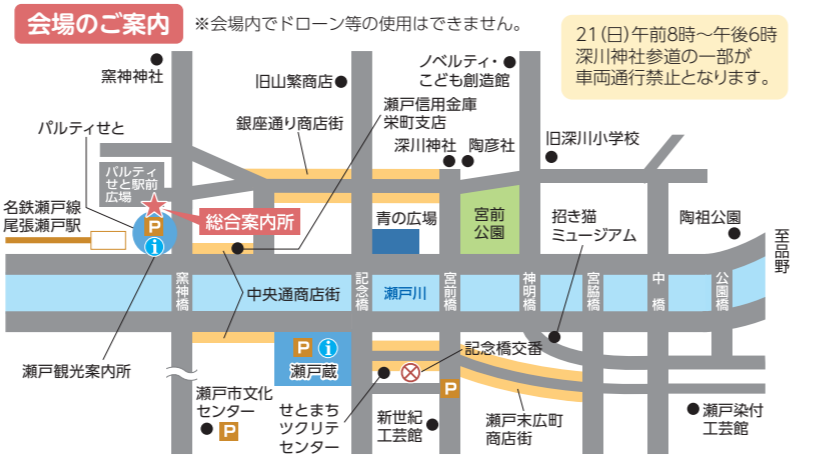 会場のご案内
※会場内でドローン等の使用はできません。
21(日)午前8時〜午後6時
深川神社参道の一部が
車両通行禁止となります。
窯神神社
旧山繁商店
ノベルティ・
こども創造館
パルティせと
銀座通り商店街
瀬戸信用金庫
栄町支店
深川神社
陶彦社
旧深川小学校
パルティ
せと駅前
広場
名鉄瀬戸線
尾張瀬戸駅
P
i
総合案内所
青の広場
宮前
公園
招き猫
ミュージアム
陶祖公園
至品野
窯神橋
中央通商店街
記念橋
瀬戸川
宮前橋
神明橋
宮脇橋
中橋
公園橋
瀬戸観光案内所
P
i
瀬戸蔵
記念橋交番
P
瀬戸市文化
センター
P
せとまち
ツクリテ
センター
新世紀
工芸館
瀬戸末広町
商店街
瀬戸染付
工芸館